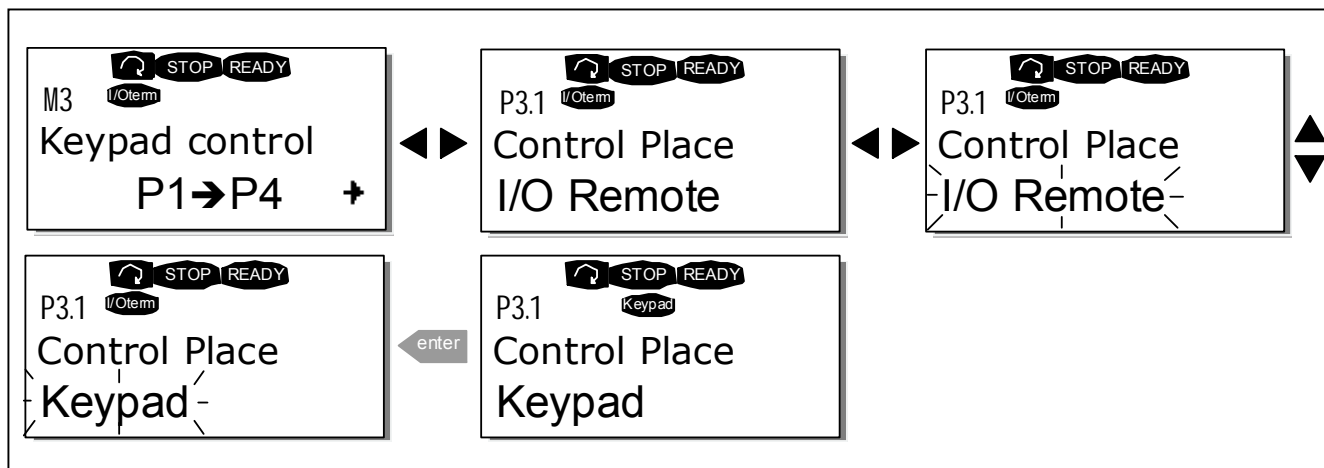 STOP READY
I/Oterm
M3
Keypad control
P1➔P4
STOP READY
I/Oterm
P3.1
Control Place
I/O Remote
STOP READY
I/Oterm
P3.1
Control Place
I/O Remote
STOP READY
I/Oterm
P3.1
Control Place
Keypad
enter
STOP READY
Keypad
P3.1
Control Place
Keypad